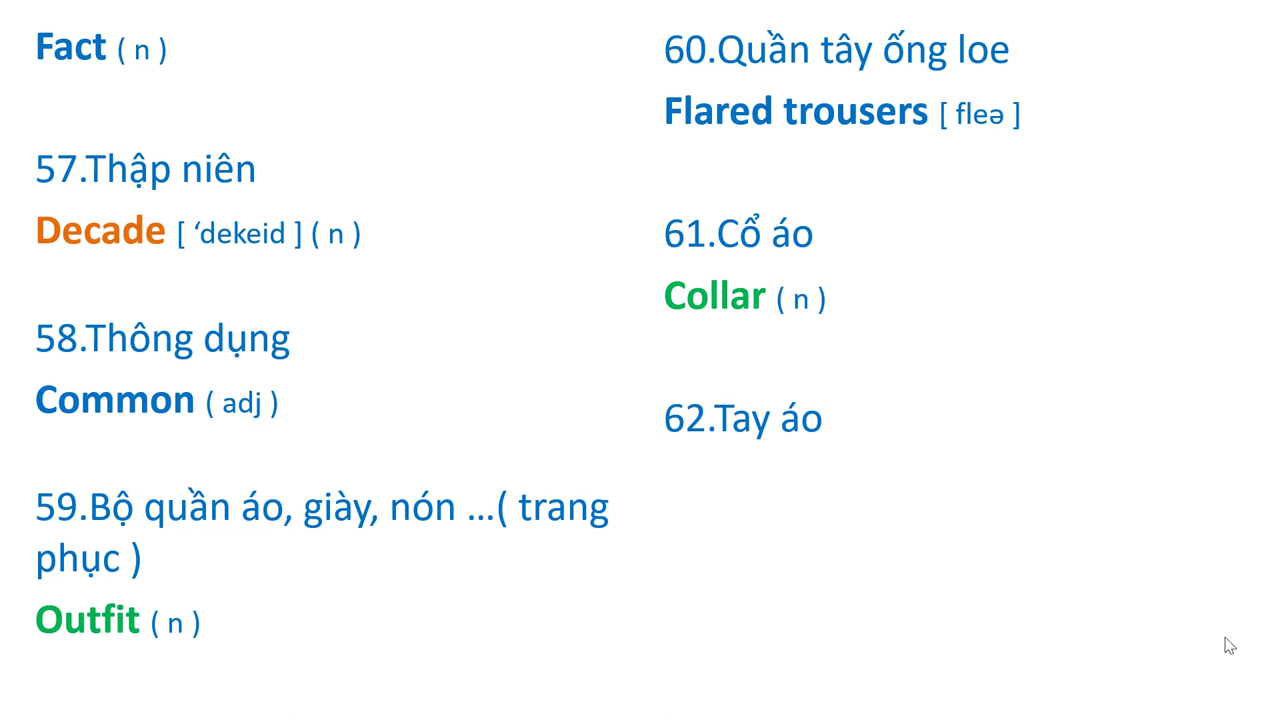 Fact ( n )
57.Thập niên
Decade [ ‘dekeid ] ( n )
58.Thông dụng
Common ( adj )
59.Bộ quần áo, giày, nón ...( trang
phục )
Outfit ( n )
60.Quần tây ống loe
Flared trousers [ fleə ]
61.Cổ áo
Collar ( n )
62.Tay áo